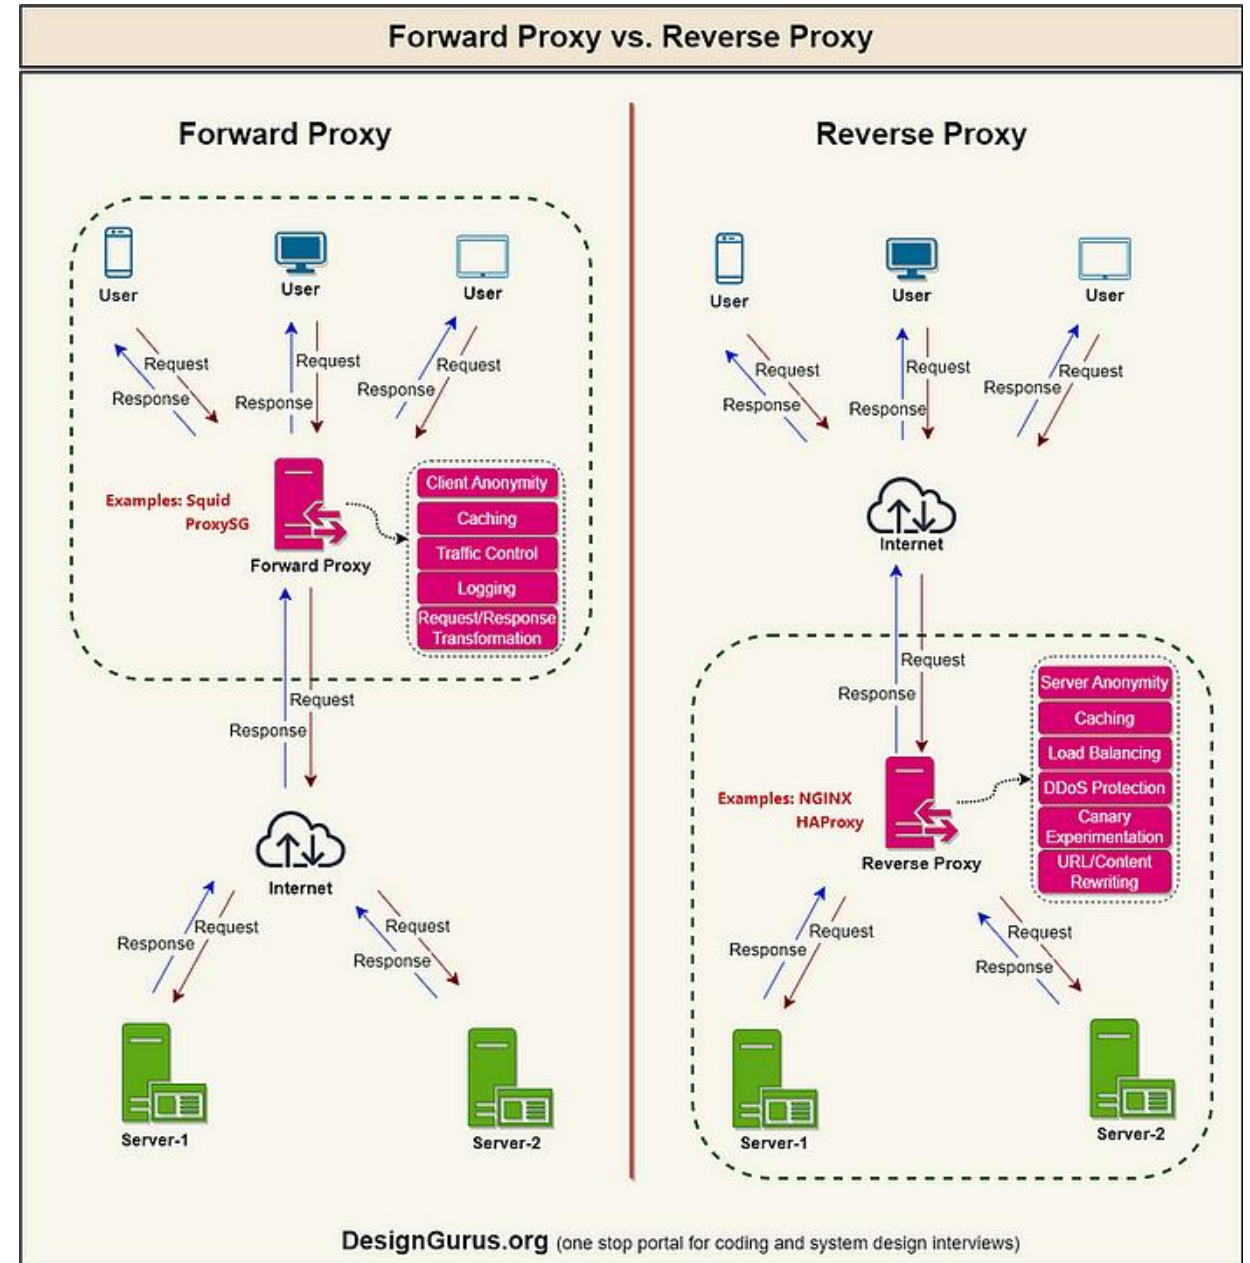 Forward Proxy vs. Reverse Proxy
Forward Proxy
User
User
User
Request
Response
Request
Response
Request
Response
Examples: Squid
ProxySG
Forward Proxy
Client Anonymity
Caching
Traffic Control
Logging
Request/Response
Transformation
Request
Response
Internet
Request
Response
Request
Response
Server-1
Server-2
Reverse Proxy
User
User
User
Request
Response
Request
Response
Request
Response
Internet
Request
Response
Examples: NGINX
HAProxy
Reverse Proxy
Server Anonymity
Caching
Load Balancing
DDoS Protection
Canary
Experimentation
URL/Content
Rewriting
Request
Response
Request
Response
Server-1
Server-2
DesignGurus.org (one stop portal for coding and system design interviews)